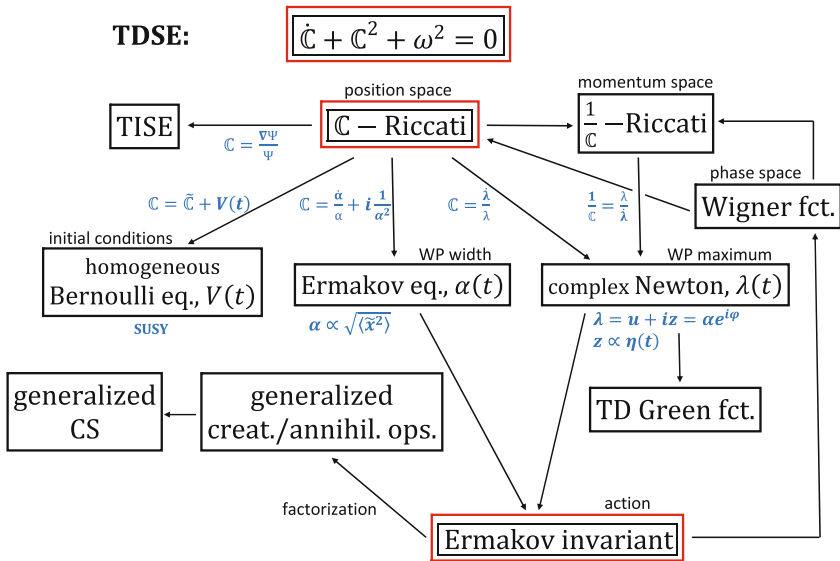 TDSE:
ℂ̇ + ℂ² + ω² = 0
position space
momentum space
TISE
ℂ − Riccati
1/ℂ −Riccati
ℂ = ∇Ψ/Ψ
phase space
Wigner fct.
ℂ = ℂ̃ + V(t)
ℂ = α̇/α + i 1/α²
ℂ = λ̇/λ
1/ℂ = λ/λ̇
initial conditions
WP width
WP maximum
homogeneous
Bernoulli eq., V(t)
Ermakov eq., α(t)
complex Newton, λ(t)
SUSY
α ∝ √⟨x̃²⟩
λ = u + iz = αe^{iφ}
z ∝ η(t)
generalized
CS
generalized
creat./annihil. ops.
TD Green fct.
factorization
action
Ermakov invariant